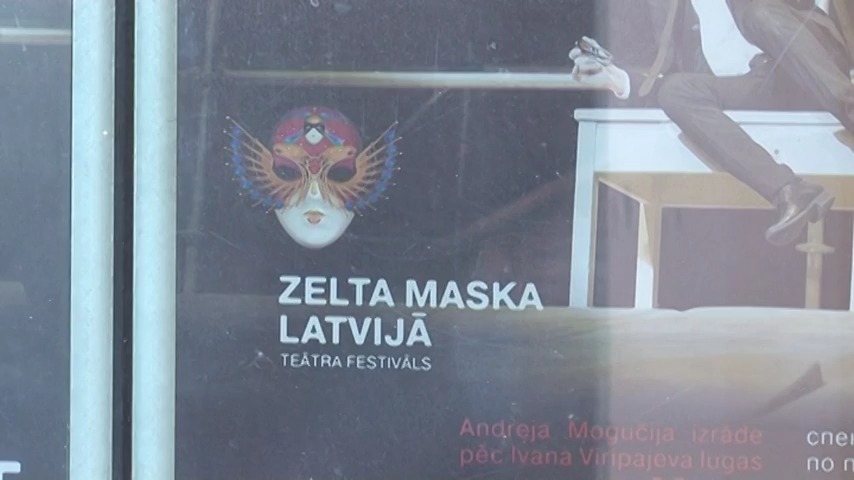 ZELTA MASKA
LATVIJĀ
TEĀTRA FESTIVĀLS
Andreja Mogučija izrāde
pēc Ivana Viripajeva lugas